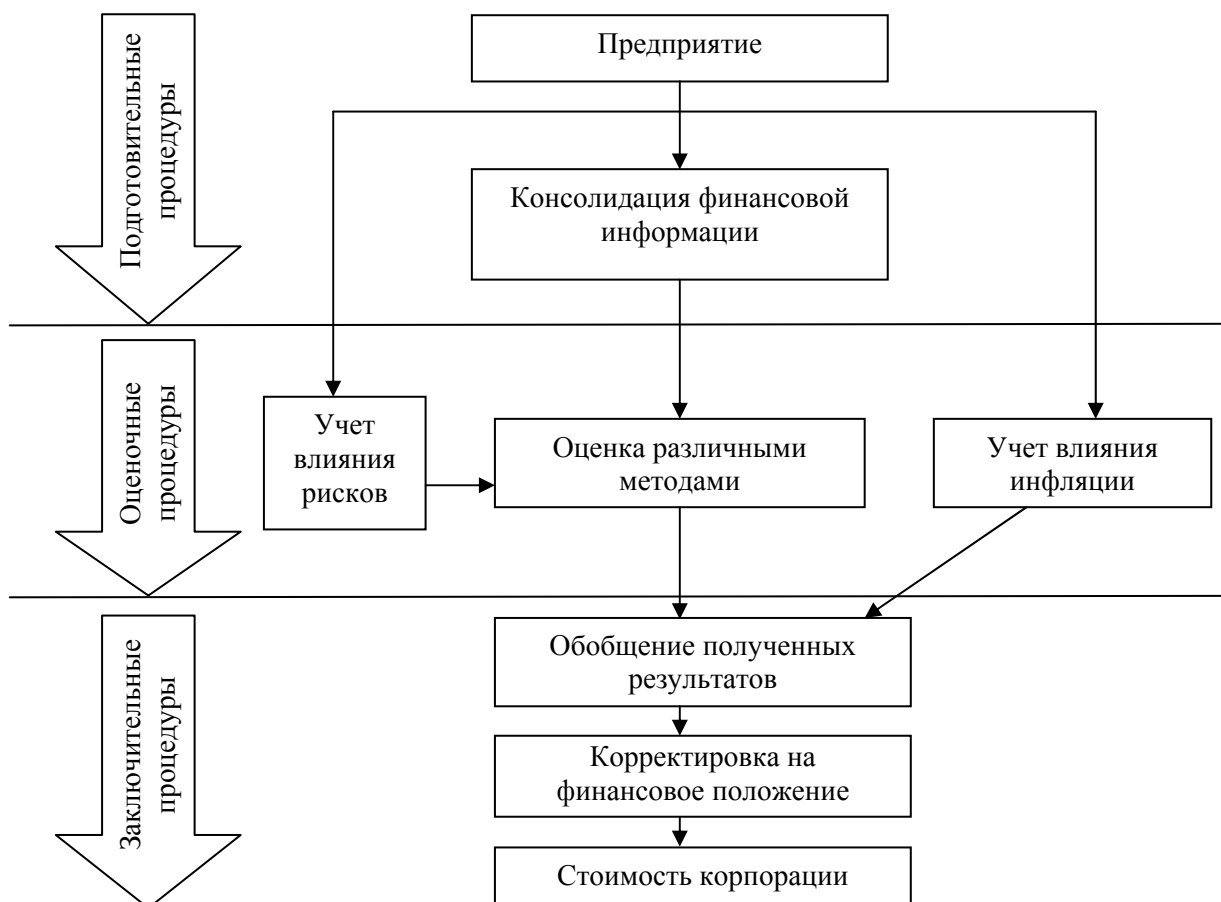 Подготовительные
процедуры
Предприятие
Консолидация финансовой
информации
Оценочные
процедуры
Учет
влияния
рисков
Оценка различными
методами
Учет влияния
инфляции
Заключительные
процедуры
Обобщение полученных
результатов
Корректировка на
финансовое положение
Стоимость корпорации